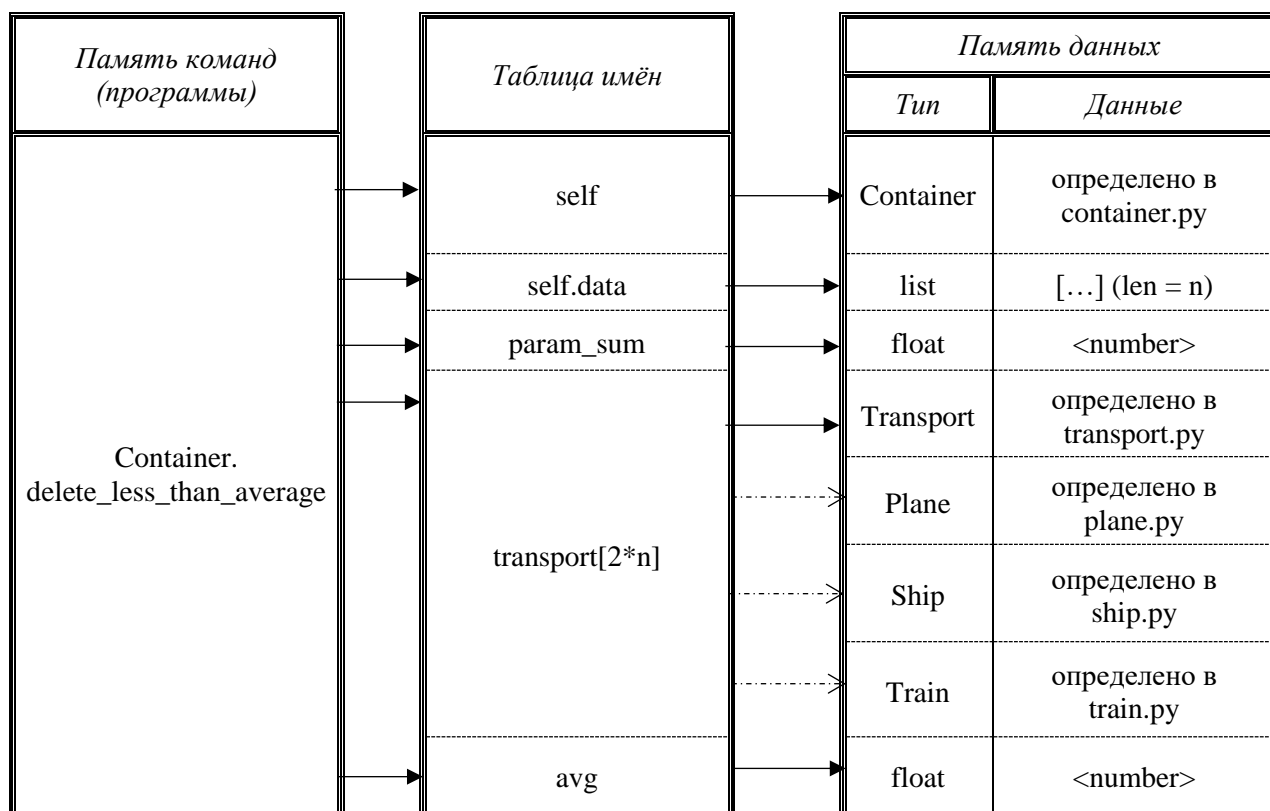 Память команд
(программы)
Таблица имён
Память данных
Тип
Данные
Container.
delete_less_than_average
self
Container
определено в
container.py
self.data
list
[…] (len = n)
param_sum
float
<number>
transport[2*n]
Transport
определено в
transport.py
Plane
определено в
plane.py
Ship
определено в
ship.py
Train
определено в
train.py
avg
float
<number>